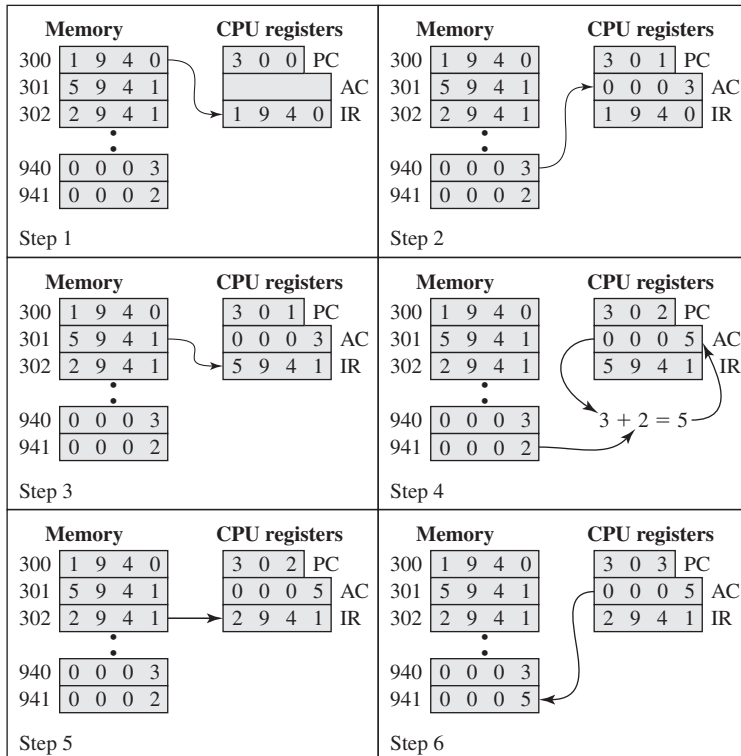 Memory CPU registers
300 1 9 4 0 3 0 0 PC
301 5 9 4 1 AC
302 2 9 4 1 1 9 4 0 IR
940 0 0 0 3
941 0 0 0 2
Step 1
Memory CPU registers
300 1 9 4 0 3 0 1 PC
301 5 9 4 1 0 0 0 3 AC
302 2 9 4 1 1 9 4 0 IR
940 0 0 0 3
941 0 0 0 2
Step 2
Memory CPU registers
300 1 9 4 0 3 0 1 PC
301 5 9 4 1 0 0 0 3 AC
302 2 9 4 1 5 9 4 1 IR
940 0 0 0 3
941 0 0 0 2
Step 3
Memory CPU registers
300 1 9 4 0 3 0 2 PC
301 5 9 4 1 0 0 0 5 AC
302 2 9 4 1 5 9 4 1 IR
940 0 0 0 3 3 + 2 = 5
941 0 0 0 2
Step 4
Memory CPU registers
300 1 9 4 0 3 0 2 PC
301 5 9 4 1 0 0 0 5 AC
302 2 9 4 1 2 9 4 1 IR
940 0 0 0 3
941 0 0 0 2
Step 5
Memory CPU registers
300 1 9 4 0 3 0 3 PC
301 5 9 4 1 0 0 0 5 AC
302 2 9 4 1 2 9 4 1 IR
940 0 0 0 3
941 0 0 0 5
Step 6